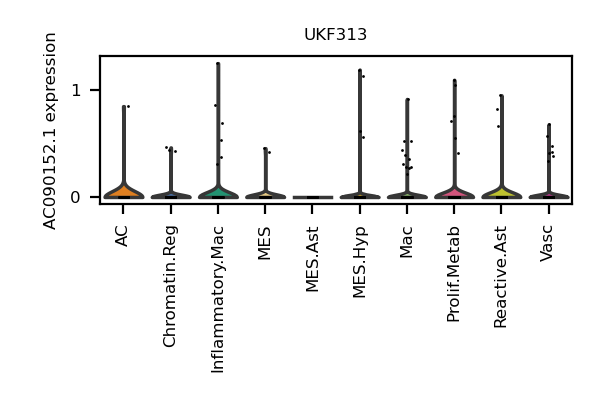 UKF313
AC090152.1 expression
1
0
AC
Chromatin.Reg
Inflammatory.Mac
MES
MES.Ast
MES.Hyp
Mac
Prolif.Metab
Reactive.Ast
Vasc